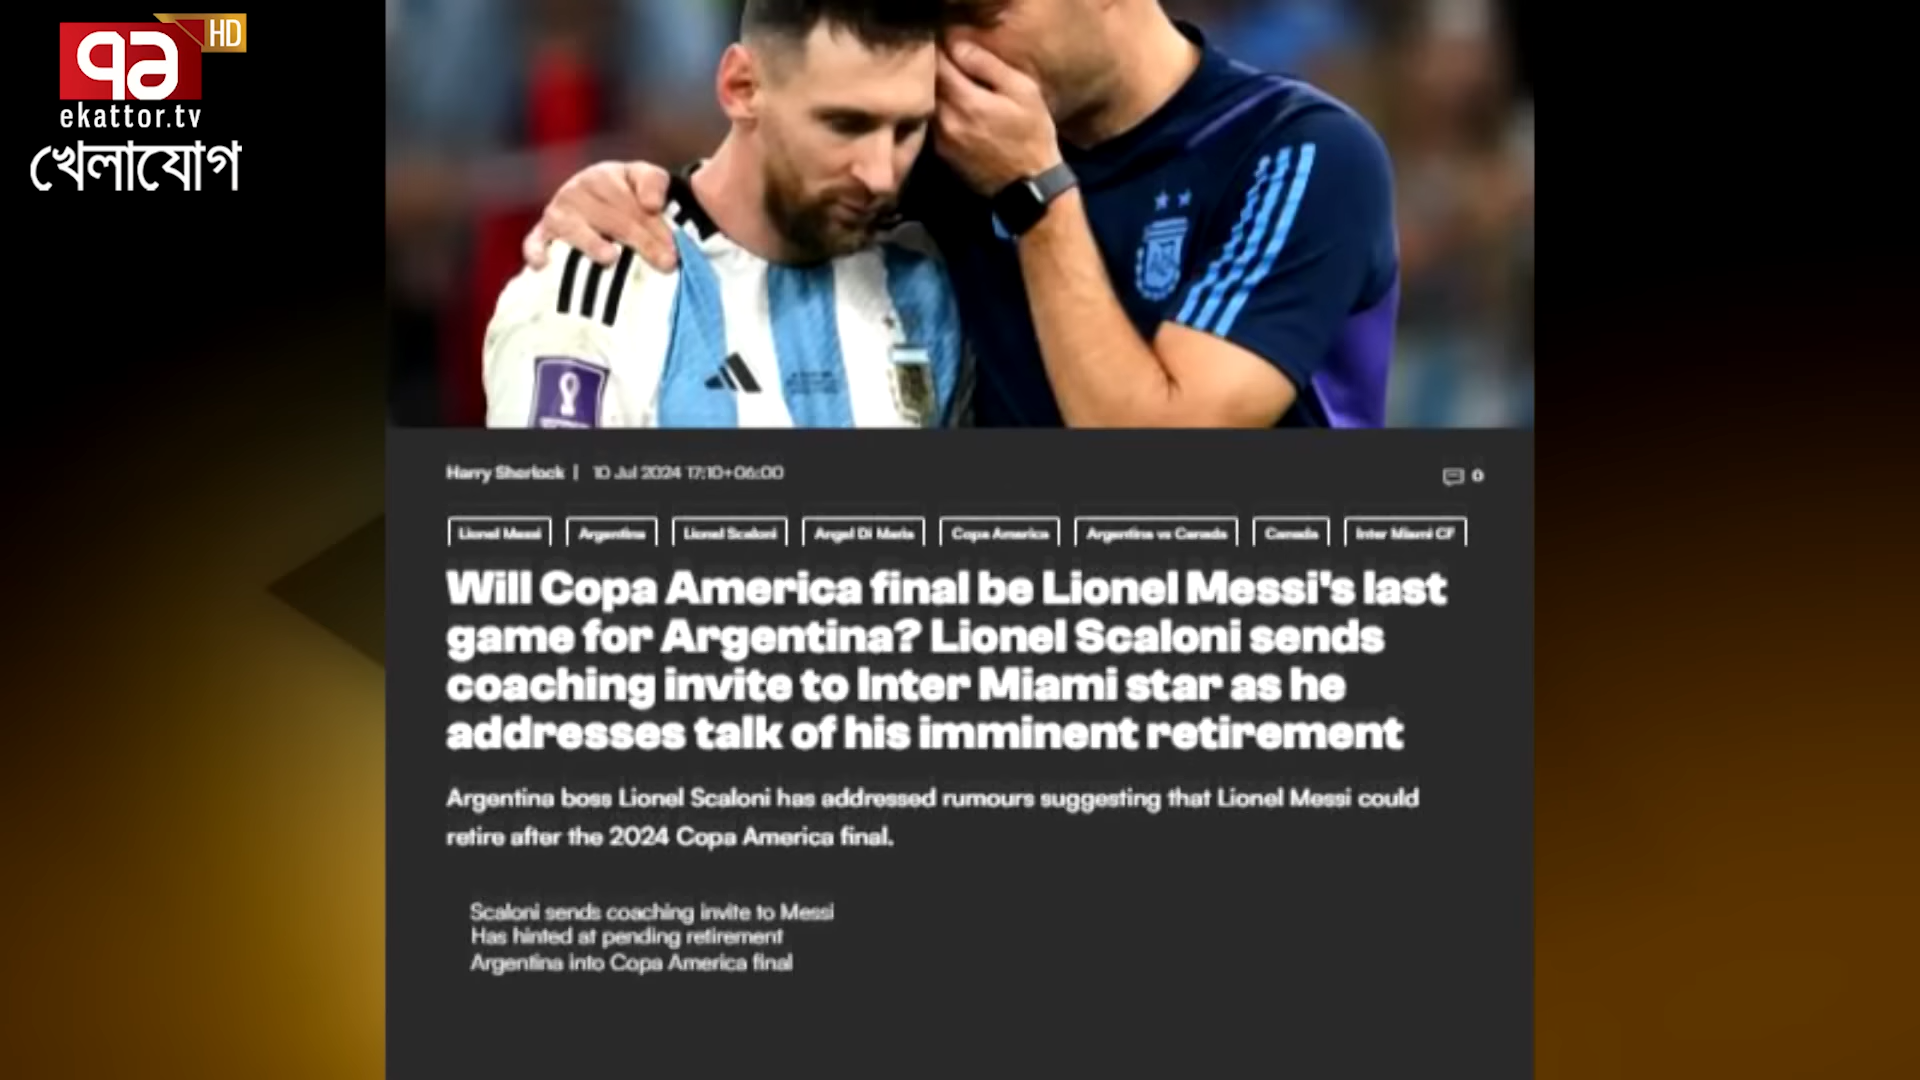 HD
ekattor.tv
খেলাযোগ
Harry Sherlock | 10 Jul 2024 17:10+06:00
0
Lionel Messi Argentina Lionel Scaloni Angel Di Maria Copa America Argentina vs Canada Canada Inter Miami CF
Will Copa America final be Lionel Messi's last
game for Argentina? Lionel Scaloni sends
coaching invite to Inter Miami star as he
addresses talk of his imminent retirement
Argentina boss Lionel Scaloni has addressed rumours suggesting that Lionel Messi could
retire after the 2024 Copa America final.
Scaloni sends coaching invite to Messi
Has hinted at pending retirement
Argentina into Copa America final